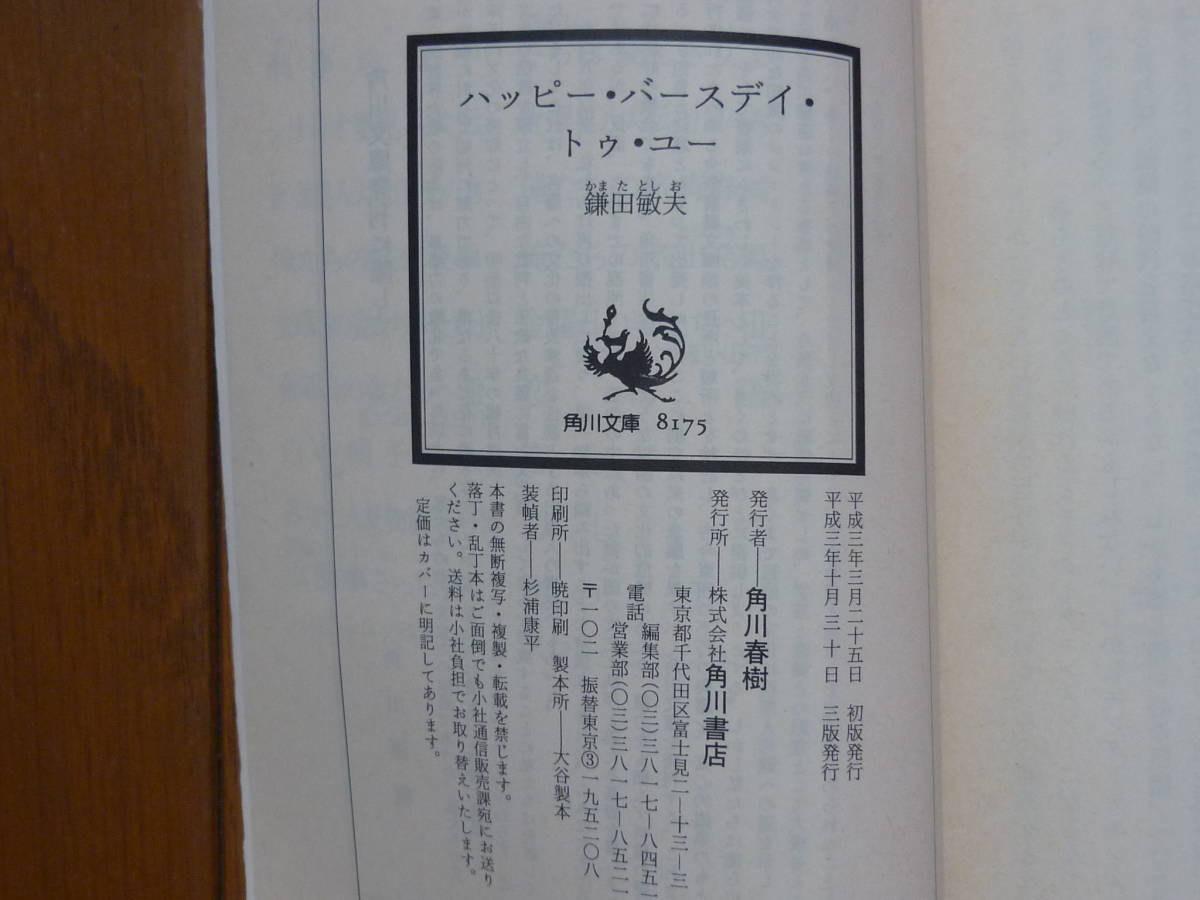 ハッピー・バースデイ・
トゥ・ユー
かまたとしお
鎌田敏夫
角川文庫 8175
平成三年三月二十五日 初版発行
平成三年十月三十日 三版発行
発行者――角川春樹
発行所――株式会社角川書店
東京都千代田区富士見二―十三―三
電話 編集部(〇三)三八一七―八四五一
営業部(〇三)三八一七―八五二一
〒一〇二 振替東京③一九五二〇八
印刷所――暁印刷 製本所――大谷製本
装幀者――杉浦康平
本書の無断複写・複製・転載を禁じます。
落丁・乱丁本はご面倒でも小社通信販売課宛にお送り
ください。送料は小社負担でお取り替えいたします。
定価はカバーに明記してあります。